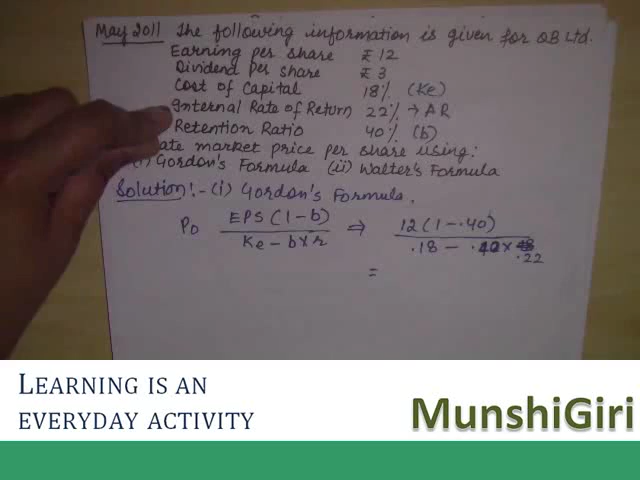 May 2011 The following information is given for QB Ltd.
Earning per share ₹ 12
Dividend per share ₹ 3
Cost of Capital 18% (Ke)
Internal Rate of Return 22% → AR
Retention Ratio 40% (b)
ate market price per share using:
Gordon's Formula (ii) Walter's Formula
Solution:- (i) Gordon's Formula.
P0 EPS (1-b) / Ke - b x r ⇒ 12 (1-.40) / .18 - .40 x .22
=
LEARNING IS AN
EVERYDAY ACTIVITY
MunshiGiri